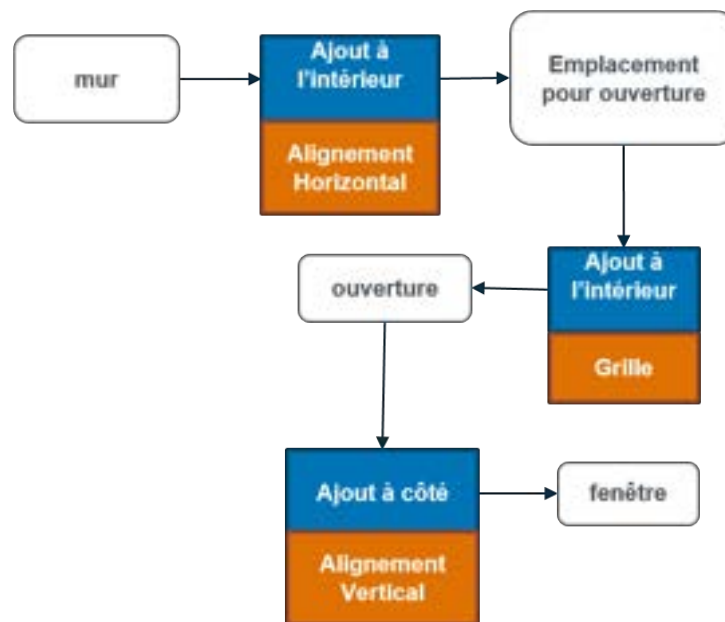 mur
Ajout à
l'intérieur
Alignement
Horizontal
Emplacement
pour ouverture
Ajout à
l'intérieur
Grille
ouverture
Ajout à côté
Alignement
Vertical
fenêtre